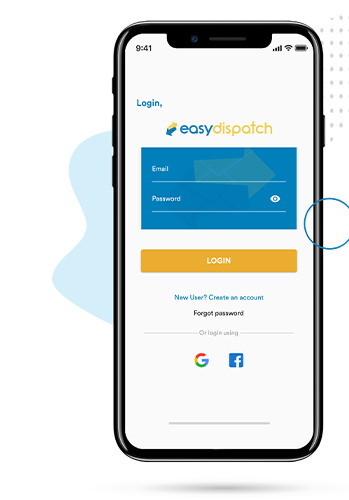 9:41
Login,
easydispatch
Email
Password
LOGIN
New User? Create an account
Forgot password
Or login using